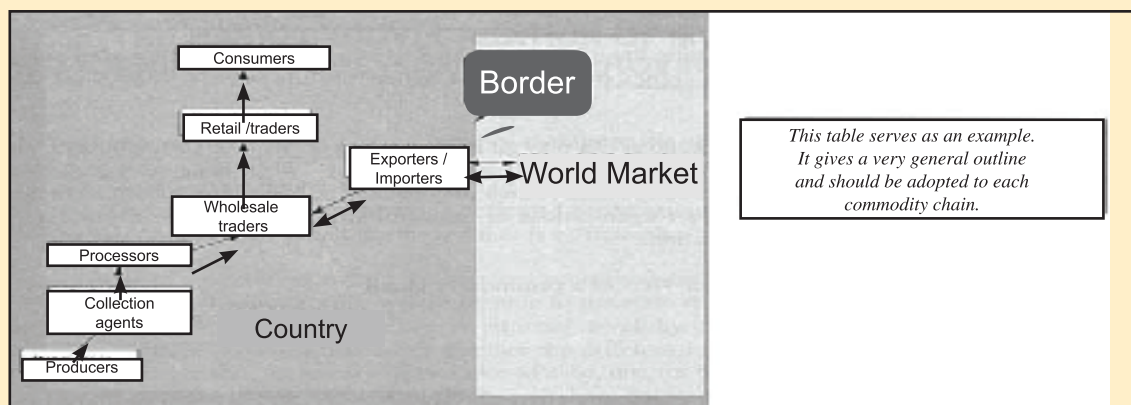 Consumers
Border
Retail /traders
This table serves as an example.
It gives a very general outline
and should be adopted to each
commodity chain.
Exporters /
Importers
World Market
Wholesale
traders
Processors
Collection
agents
Country
Producers